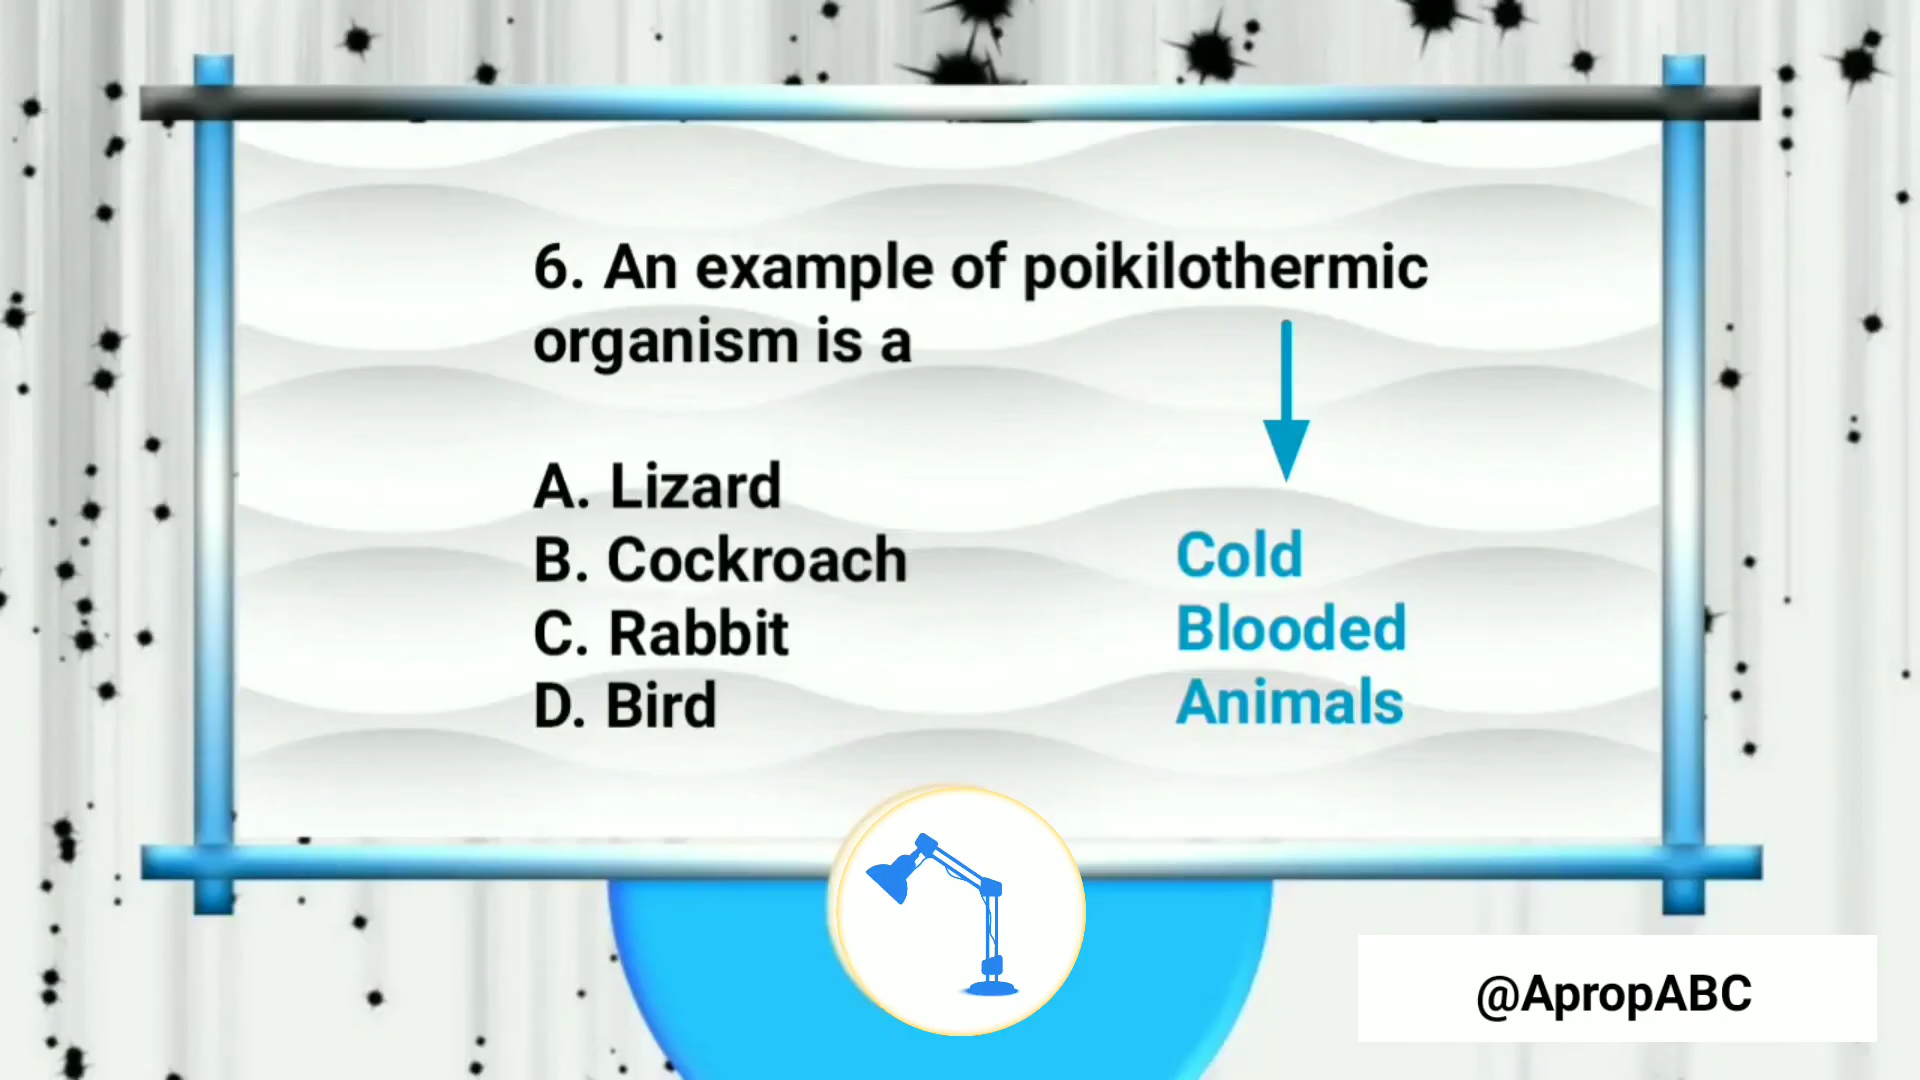 6. An example of poikilothermic
organism is a
A. Lizard
B. Cockroach
C. Rabbit
D. Bird
Cold
Blooded
Animals
@ApropABC